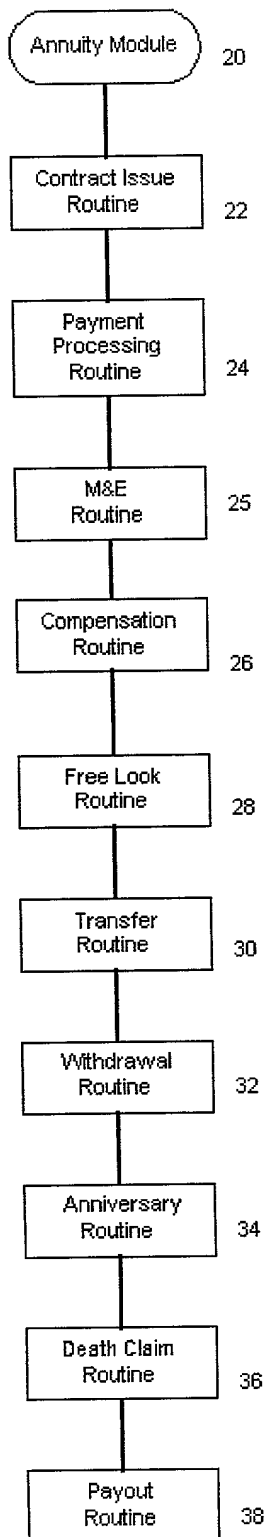 Annuity Module
20
Contract Issue
Routine
22
Payment
Processing
Routine
24
M&E
Routine
25
Compensation
Routine
26
Free Look
Routine
28
Transfer
Routine
30
Withdrawal
Routine
32
Anniversary
Routine
34
Death Claim
Routine
36
Payout
Routine
38